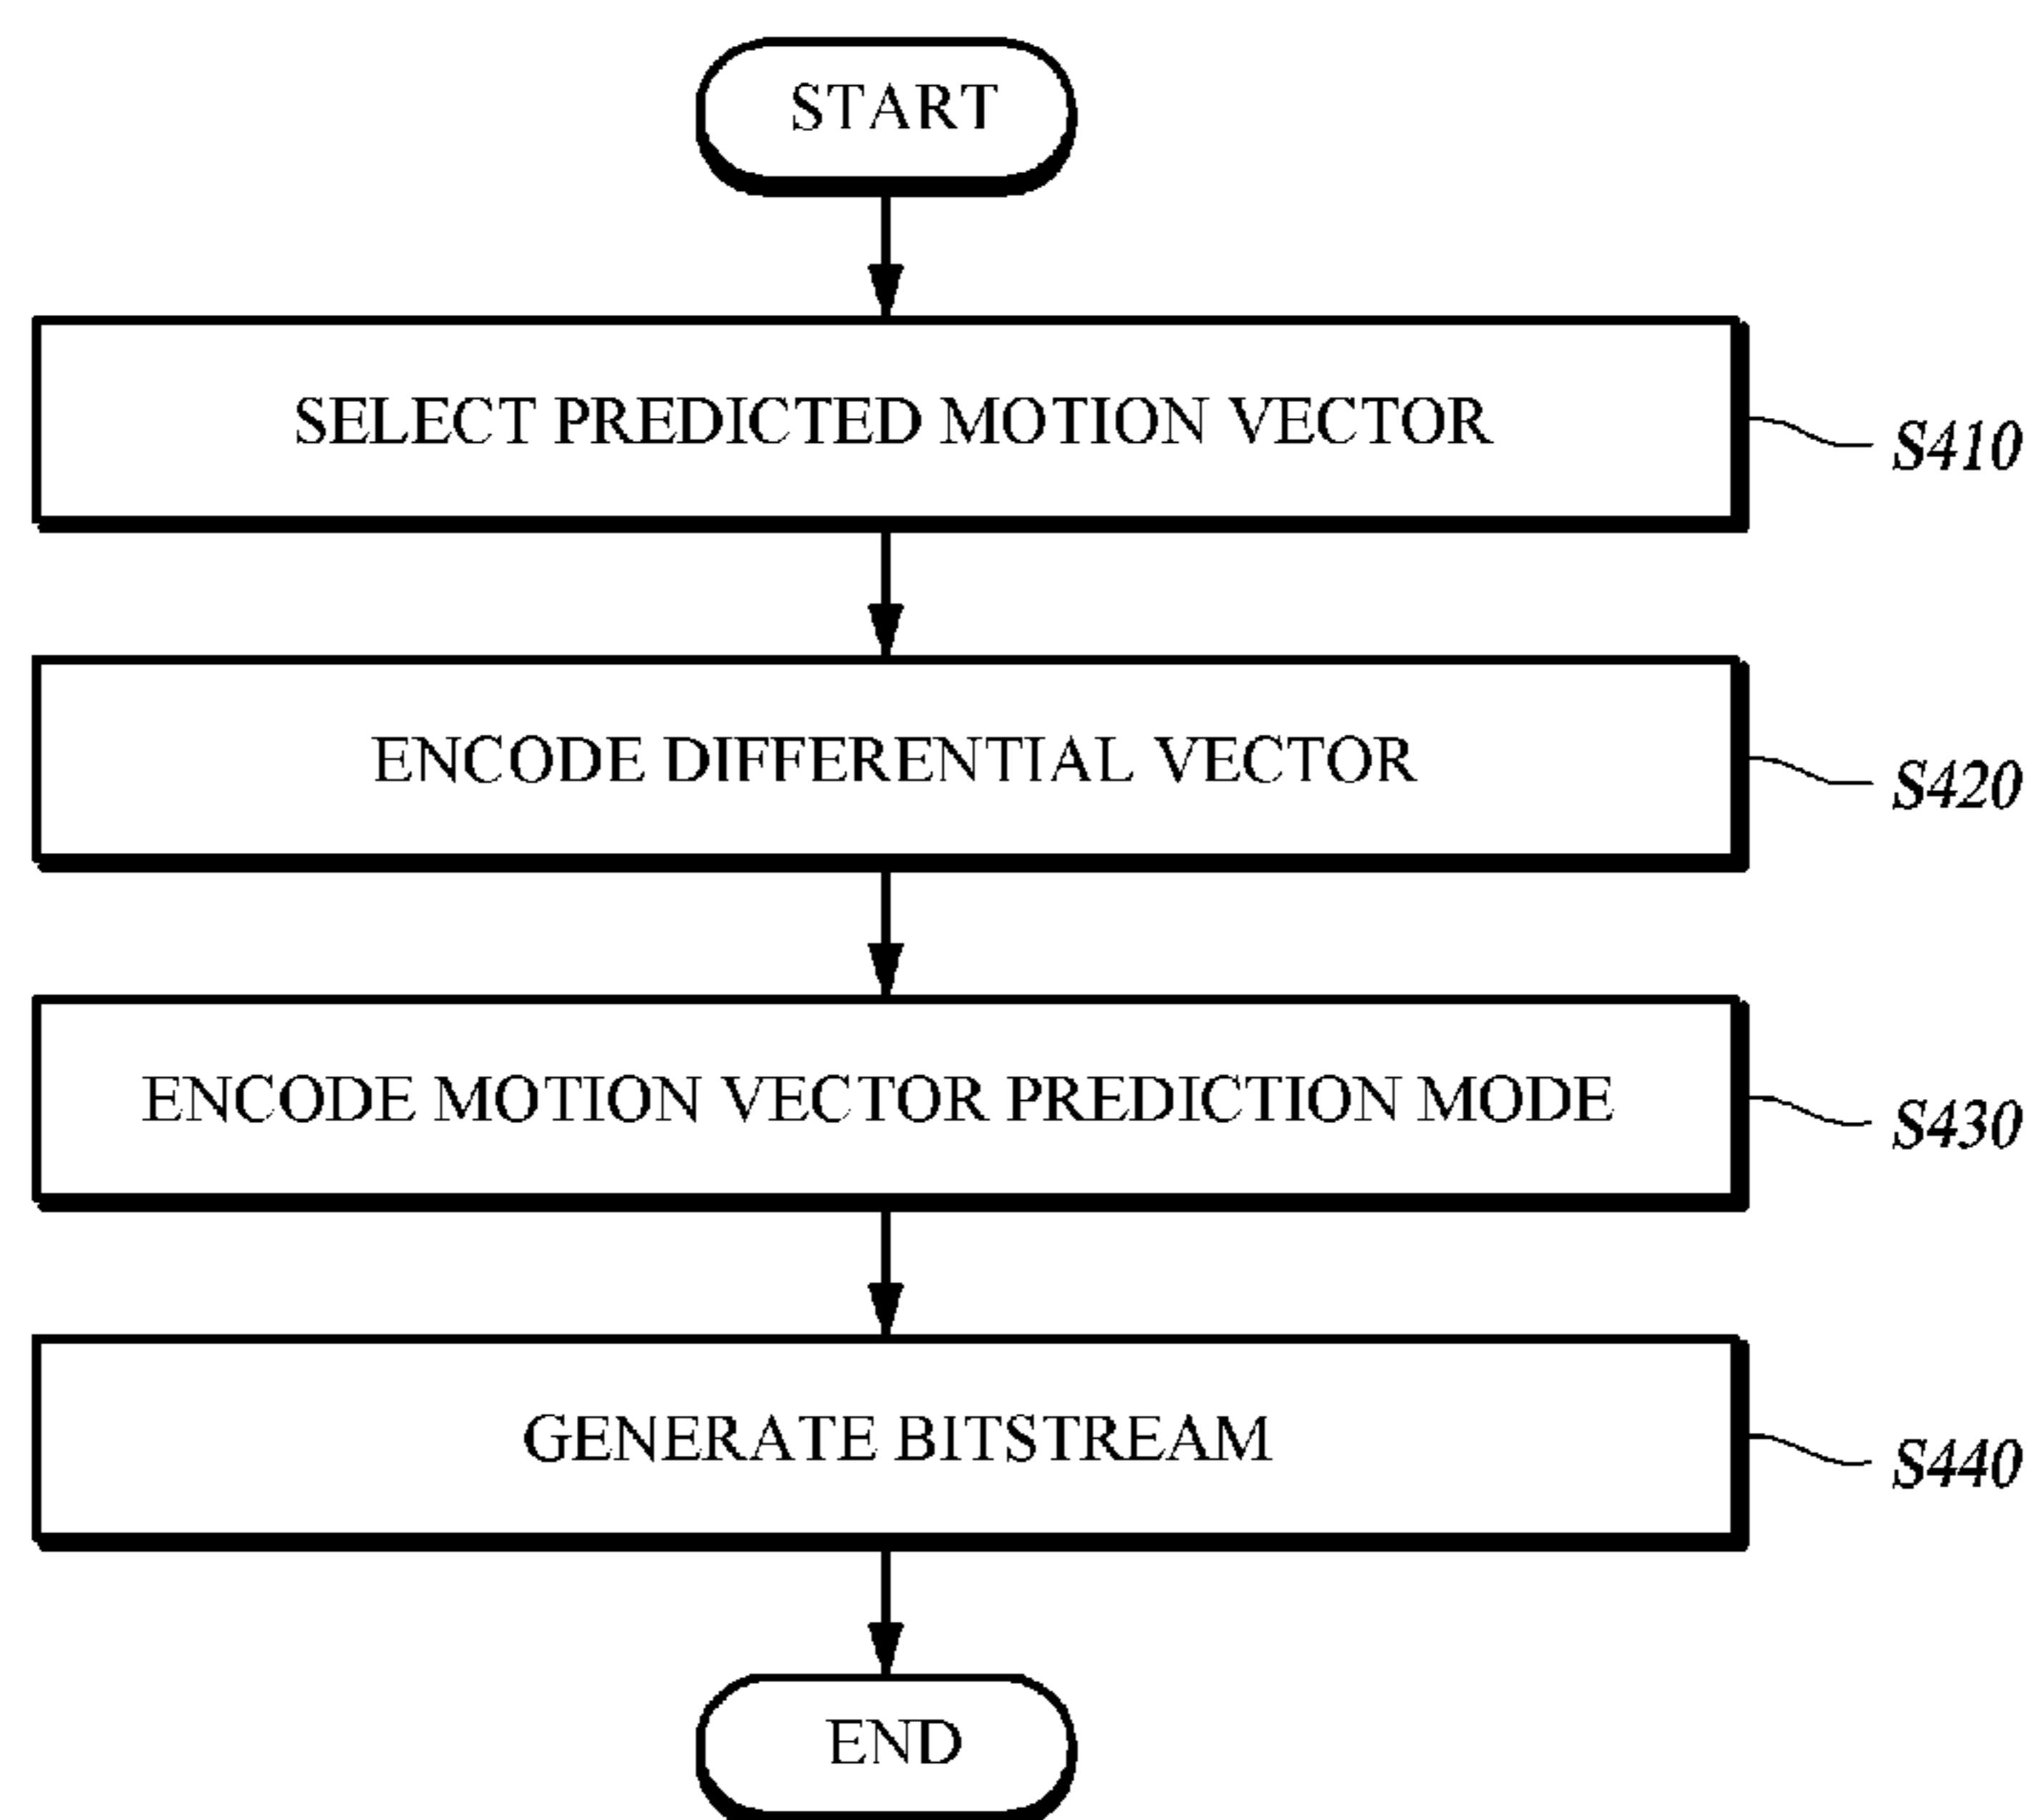 START
SELECT PREDICTED MOTION VECTOR
S410
ENCODE DIFFERENTIAL VECTOR
S420
ENCODE MOTION VECTOR PREDICTION MODE
S430
GENERATE BITSTREAM
S440
END